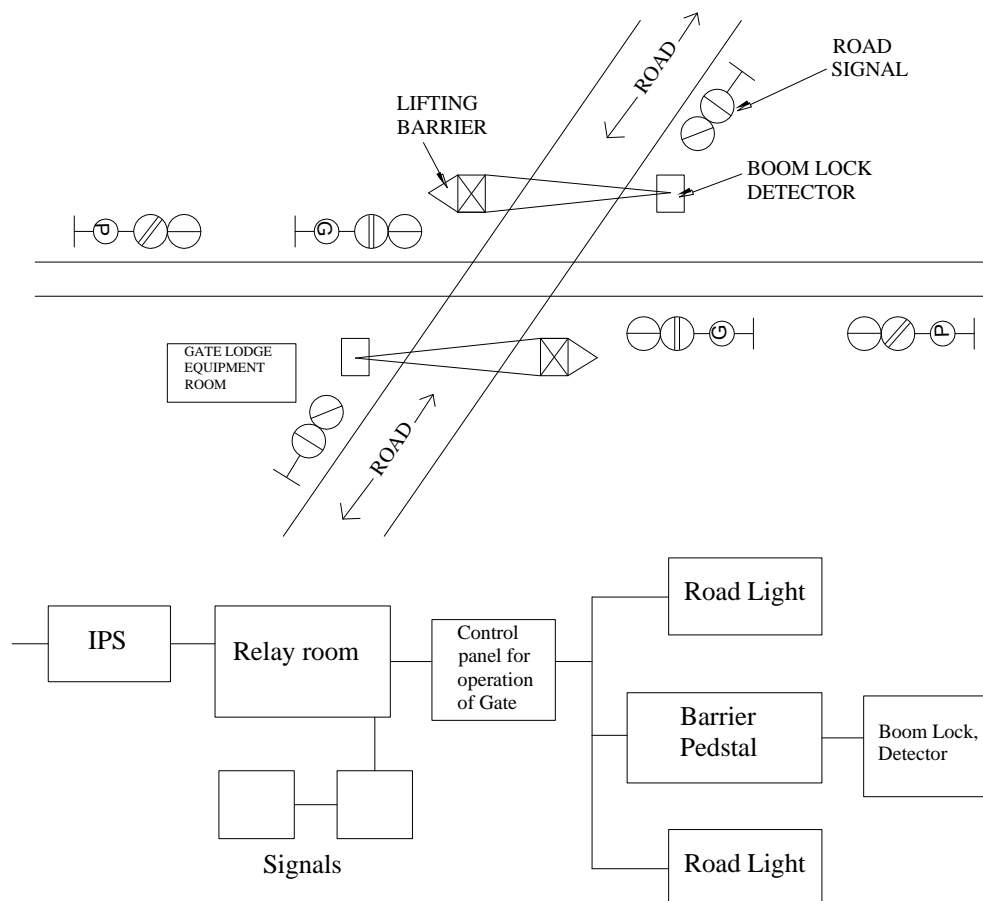 ROAD
ROAD
SIGNAL
LIFTING
BARRIER
BOOM LOCK
DETECTOR
P
G
G
P
GATE LODGE
EQUIPMENT
ROOM
ROAD
IPS
Relay room
Control
panel for
operation
of Gate
Road Light
Barrier
Pedstal
Boom Lock,
Detector
Signals
Road Light